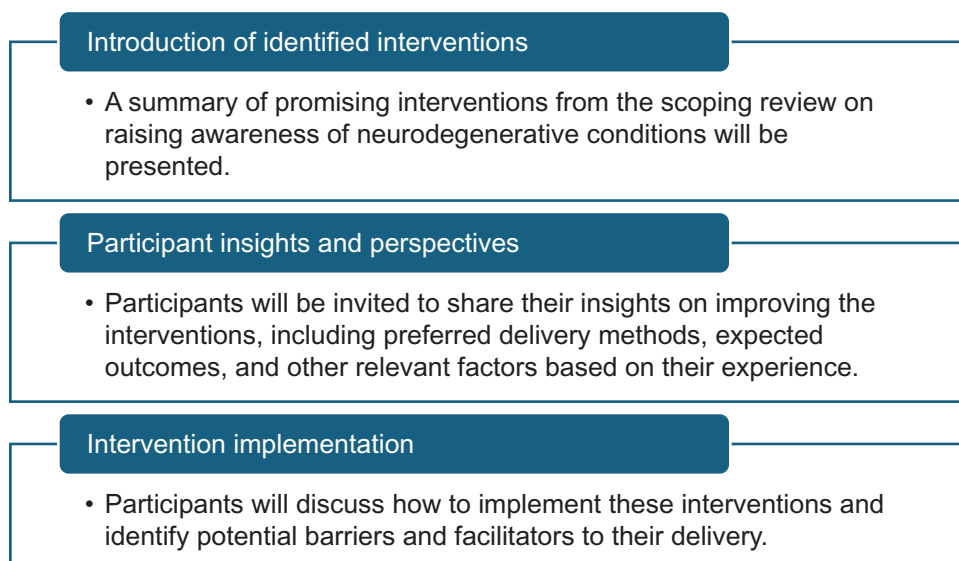 Introduction of identified interventions
• A summary of promising interventions from the scoping review on
raising awareness of neurodegenerative conditions will be
presented.
Participant insights and perspectives
• Participants will be invited to share their insights on improving the
interventions, including preferred delivery methods, expected
outcomes, and other relevant factors based on their experience.
Intervention implementation
• Participants will discuss how to implement these interventions and
identify potential barriers and facilitators to their delivery.